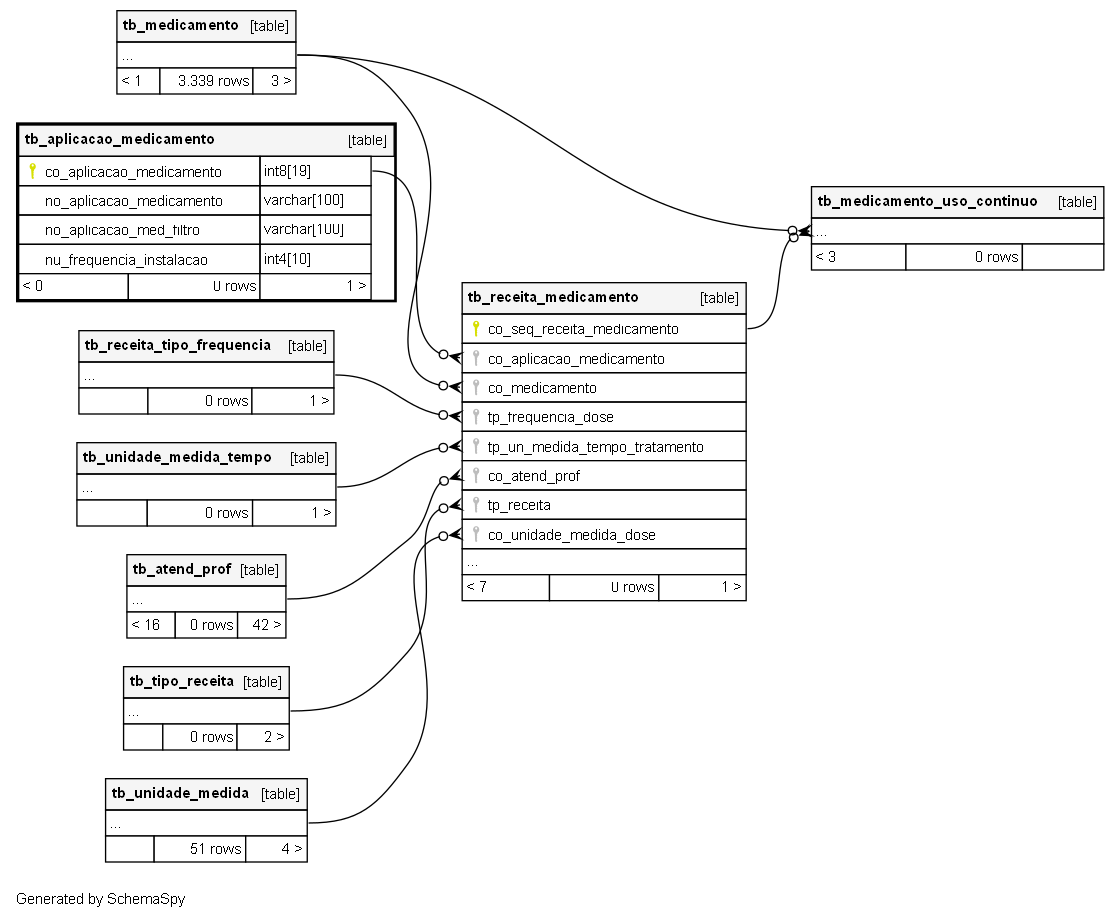 tb_medicamento [table]
...
< 1 3.339 rows 3 >
tb_aplicacao_medicamento [table]
co_aplicacao_medicamento int8[19]
no_aplicacao_medicamento varchar[100]
no_aplicacao_med_filtro varchar[100]
nu_frequencia_instalacao int4[10]
< 0 0 rows 1 >
tb_receita_tipo_frequencia [table]
...
0 rows 1 >
tb_unidade_medida_tempo [table]
...
0 rows 1 >
tb_atend_prof [table]
...
< 16 0 rows 42 >
tb_tipo_receita [table]
...
0 rows 2 >
tb_unidade_medida [table]
...
51 rows 4 >
tb_receita_medicamento [table]
co_seq_receita_medicamento
co_aplicacao_medicamento
co_medicamento
tp_frequencia_dose
tp_un_medida_tempo_tratamento
co_atend_prof
tp_receita
co_unidade_medida_dose
...
< 7 0 rows 1 >
tb_medicamento_uso_continuo [table]
...
< 3 0 rows
Generated by SchemaSpy